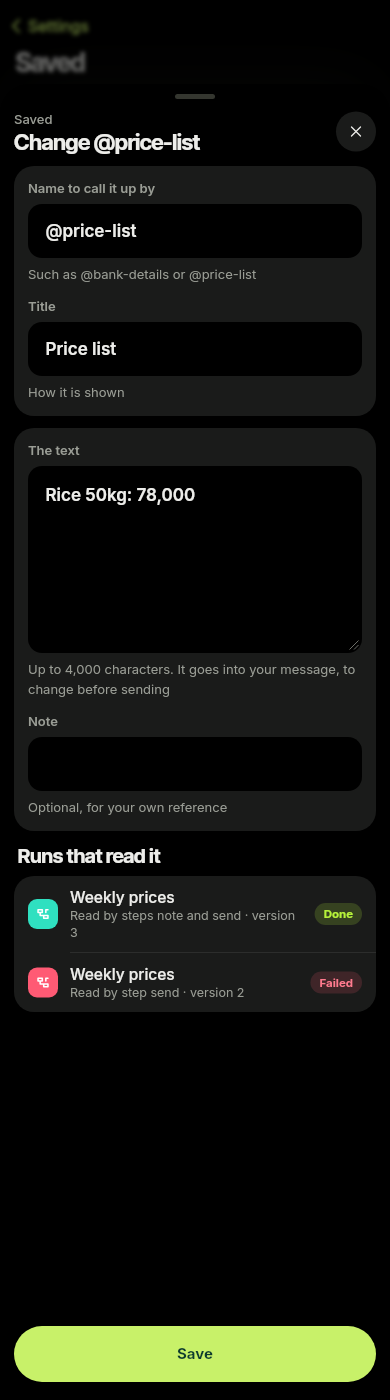 Settings
Saved
Saved
Change @price-list
Name to call it up by
@price-list
Such as @bank-details or @price-list
Title
Price list
How it is shown
The text
Rice 50kg: 78,000
Up to 4,000 characters. It goes into your message, to
change before sending
Note
Optional, for your own reference
Runs that read it
Weekly prices
Read by steps note and send · version
3
Done
Weekly prices
Read by step send · version 2
Failed
Save